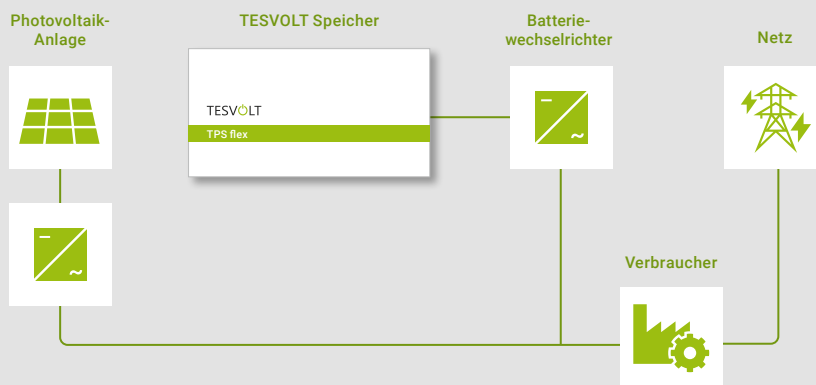 Photovoltaik-
Anlage
TESVOLT Speicher
Batterie-
wechselrichter
Netz
TESVOLT
TPS flex
Verbraucher